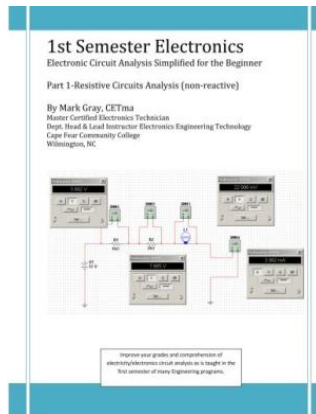 1st Semester Electronics
Electronic Circuit Analysis Simplified for the Beginner
Part 1-Resistive Circuits Analysis (non-reactive)
By Mark Gray, CETma
Master Certified Electronics Technician
Dept. Head & Lead Instructor Electronics Engineering Technology
Cape Fear Community College
Wilmington, NC
Improve your grades and comprehension of
electricity/electronics circuit analysis as is taught in the
first semester of many Engineering programs.